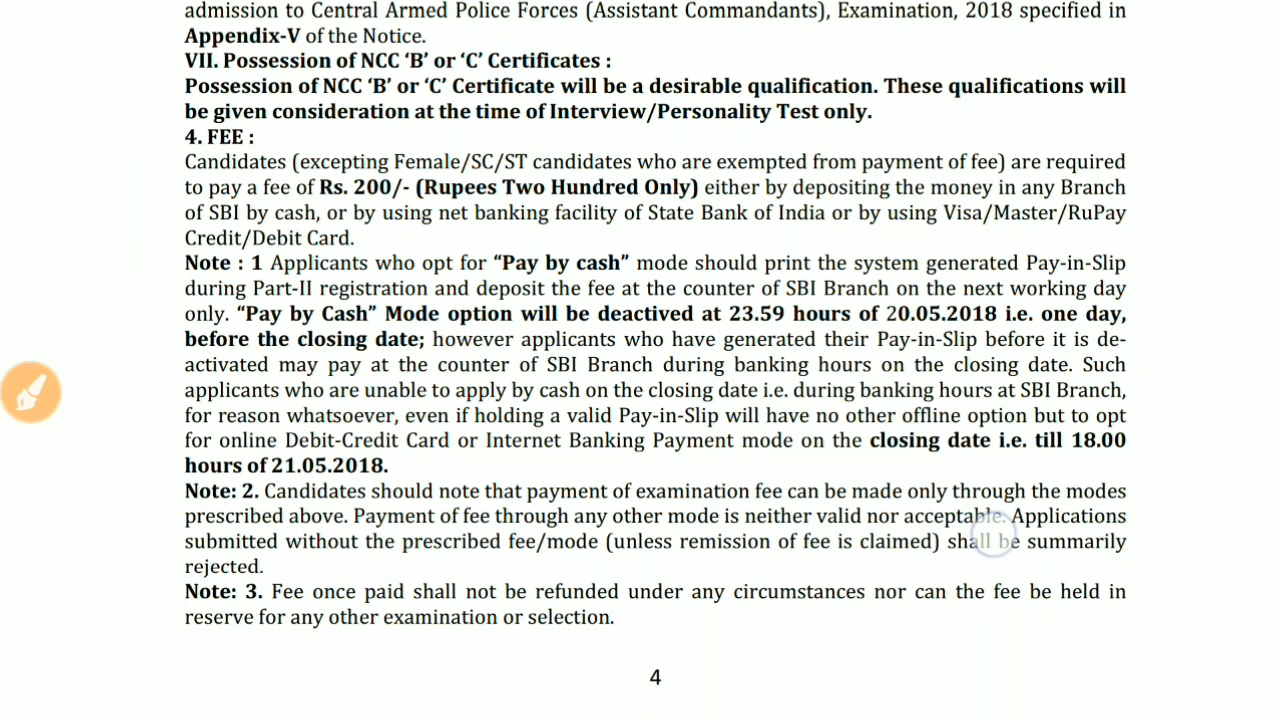 admission to Central Armed Police Forces (Assistant Commandants), Examination, 2018 specified in
Appendix-V of the Notice.
VII. Possession of NCC ‘B’ or ‘C’ Certificates :
Possession of NCC ‘B’ or ‘C’ Certificate will be a desirable qualification. These qualifications will
be given consideration at the time of Interview/Personality Test only.
4. FEE :
Candidates (excepting Female/SC/ST candidates who are exempted from payment of fee) are required
to pay a fee of Rs. 200/- (Rupees Two Hundred Only) either by depositing the money in any Branch
of SBI by cash, or by using net banking facility of State Bank of India or by using Visa/Master/RuPay
Credit/Debit Card.
Note : 1 Applicants who opt for “Pay by cash” mode should print the system generated Pay-in-Slip
during Part-II registration and deposit the fee at the counter of SBI Branch on the next working day
only. “Pay by Cash” Mode option will be deactived at 23.59 hours of 20.05.2018 i.e. one day,
before the closing date; however applicants who have generated their Pay-in-Slip before it is de-
activated may pay at the counter of SBI Branch during banking hours on the closing date. Such
applicants who are unable to apply by cash on the closing date i.e. during banking hours at SBI Branch,
for reason whatsoever, even if holding a valid Pay-in-Slip will have no other offline option but to opt
for online Debit-Credit Card or Internet Banking Payment mode on the closing date i.e. till 18.00
hours of 21.05.2018.
Note: 2. Candidates should note that payment of examination fee can be made only through the modes
prescribed above. Payment of fee through any other mode is neither valid nor acceptable. Applications
submitted without the prescribed fee/mode (unless remission of fee is claimed) shall be summarily
rejected.
Note: 3. Fee once paid shall not be refunded under any circumstances nor can the fee be held in
reserve for any other examination or selection.
4